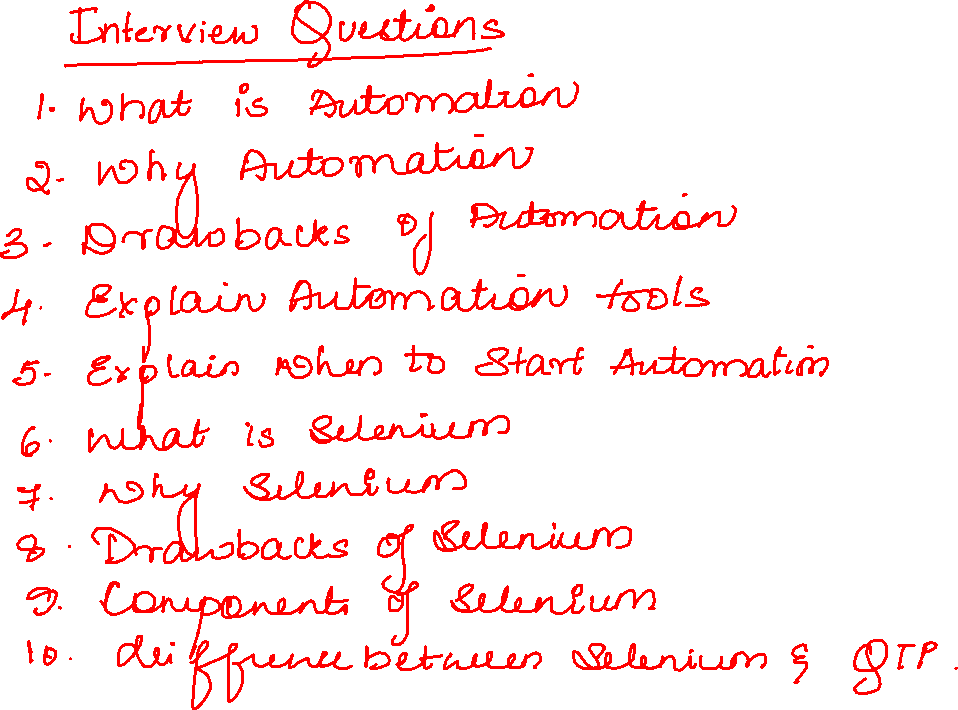 Interview Questions
1. What is Automation
2. Why Automation
3. Drawbacks of Automation
4. Explain Automation tools
5. Explain when to Start Automation
6. What is Selenium
7. Why Selenium
8. Drawbacks of Selenium
9. Components of Selenium
10. difference between Selenium & QTP.